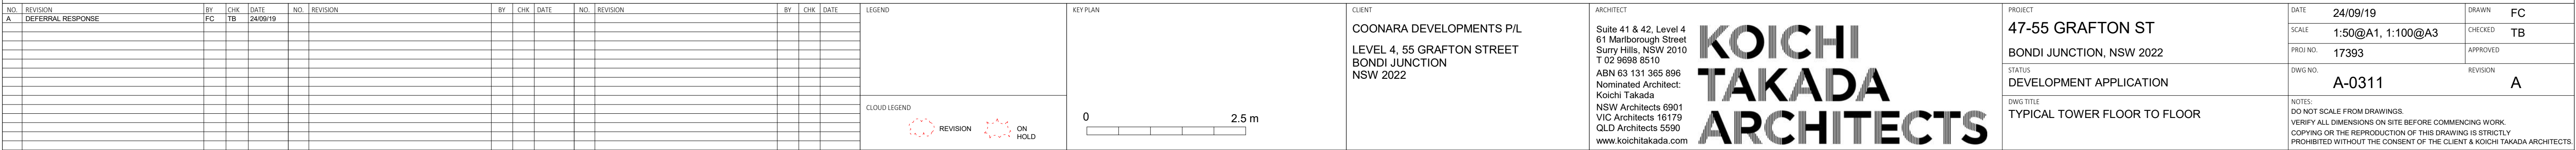 NO. REVISION BY CHK DATE NO. REVISION BY CHK DATE NO. REVISION BY CHK DATE
A DEFERRAL RESPONSE FC TB 24/09/19
LEGEND
CLOUD LEGEND
REVISION
ON
HOLD
KEY PLAN
0 2.5 m
CLIENT
COONARA DEVELOPMENTS P/L
LEVEL 4, 55 GRAFTON STREET
BONDI JUNCTION
NSW 2022
ARCHITECT
Suite 41 & 42, Level 4
61 Marlborough Street
Surry Hills, NSW 2010
T 02 9698 8510
ABN 63 131 365 896
Nominated Architect:
Koichi Takada
NSW Architects 6901
VIC Architects 16179
QLD Architects 5590
www.koichitakada.com
KOICHI
TAKADA
ARCHITECTS
PROJECT
47-55 GRAFTON ST
BONDI JUNCTION, NSW 2022
STATUS
DEVELOPMENT APPLICATION
DWG TITLE
TYPICAL TOWER FLOOR TO FLOOR
DATE 24/09/19 DRAWN FC
SCALE 1:50@A1, 1:100@A3 CHECKED TB
PROJ NO. 17393 APPROVED
DWG NO. A-0311 REVISION A
NOTES:
DO NOT SCALE FROM DRAWINGS.
VERIFY ALL DIMENSIONS ON SITE BEFORE COMMENCING WORK.
COPYING OR THE REPRODUCTION OF THIS DRAWING IS STRICTLY
PROHIBITED WITHOUT THE CONSENT OF THE CLIENT & KOICHI TAKADA ARCHITECTS.